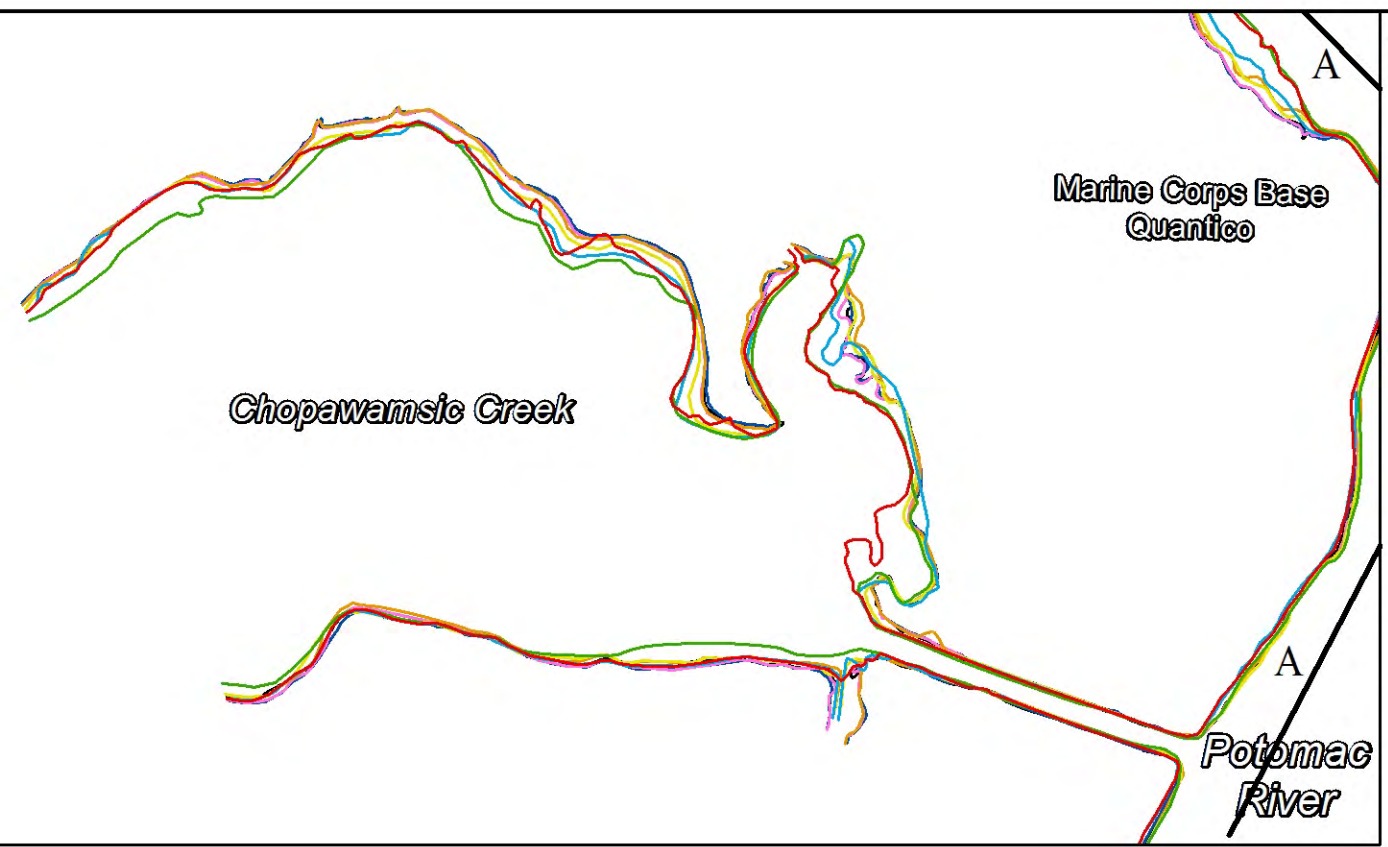 A
Marine Corps Base
Quantico
Chopawamsic Creek
A
Potomac
River